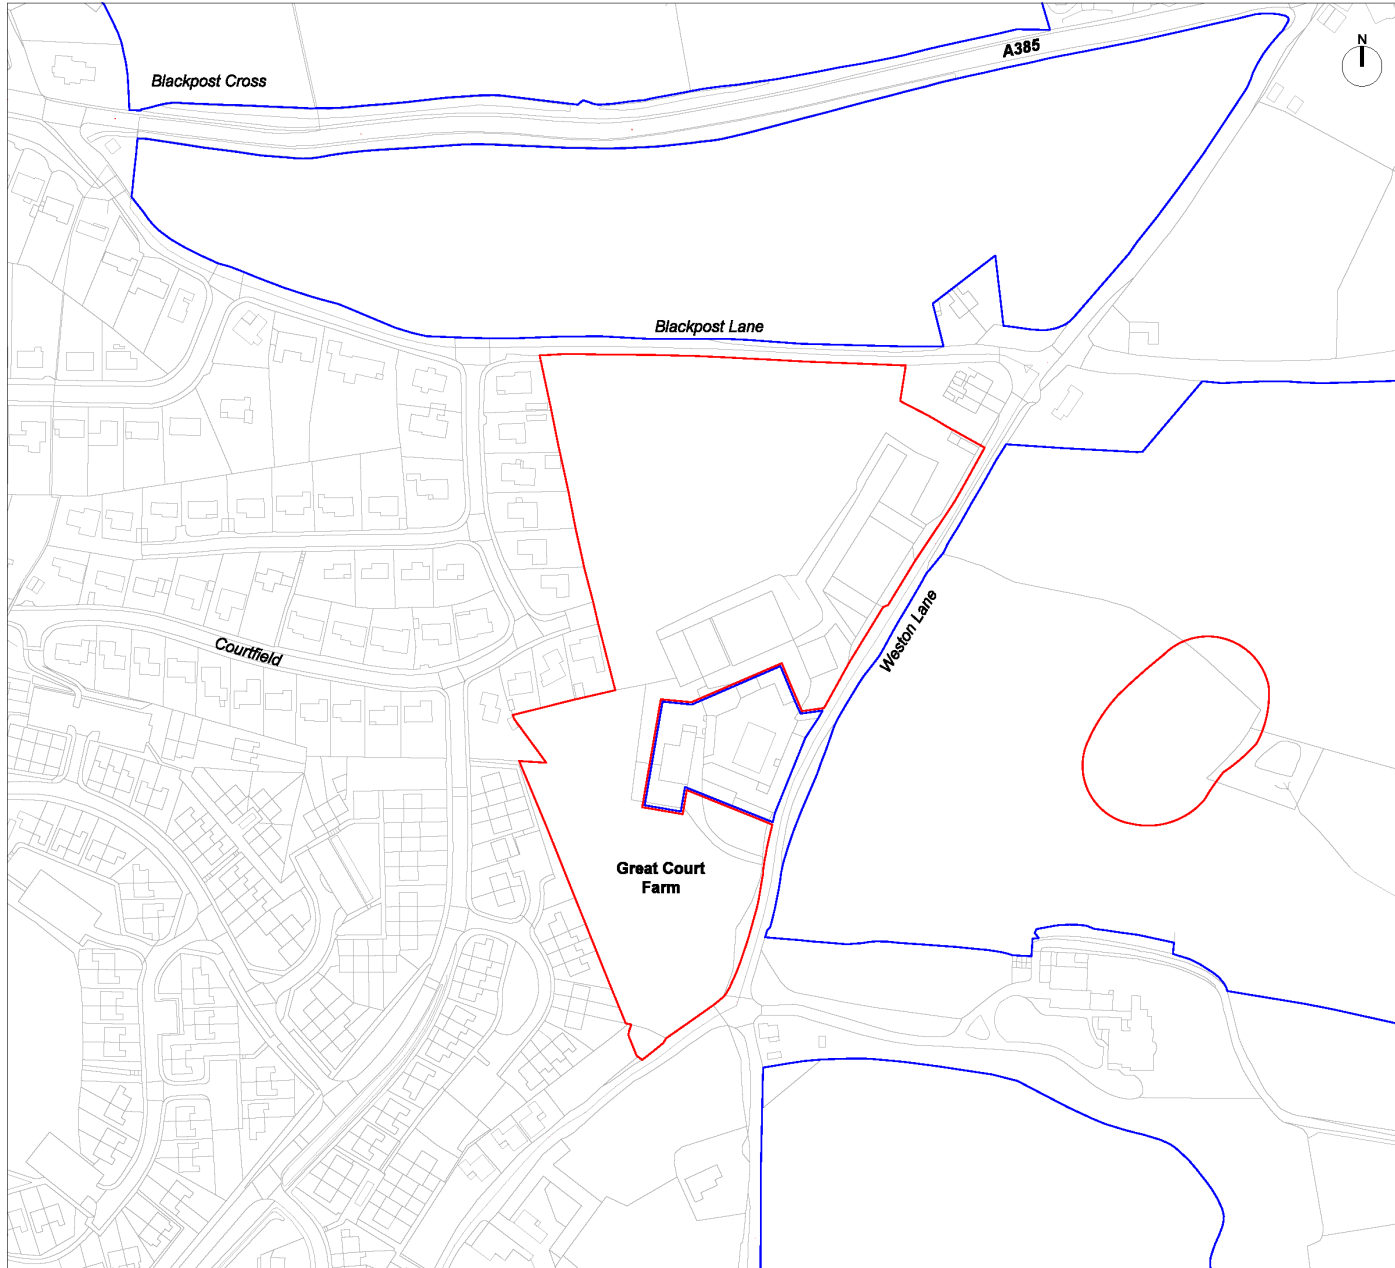 N
A385
Blackpost Cross
Blackpost Lane
Weston Lane
Courtfield
Great Court
Farm